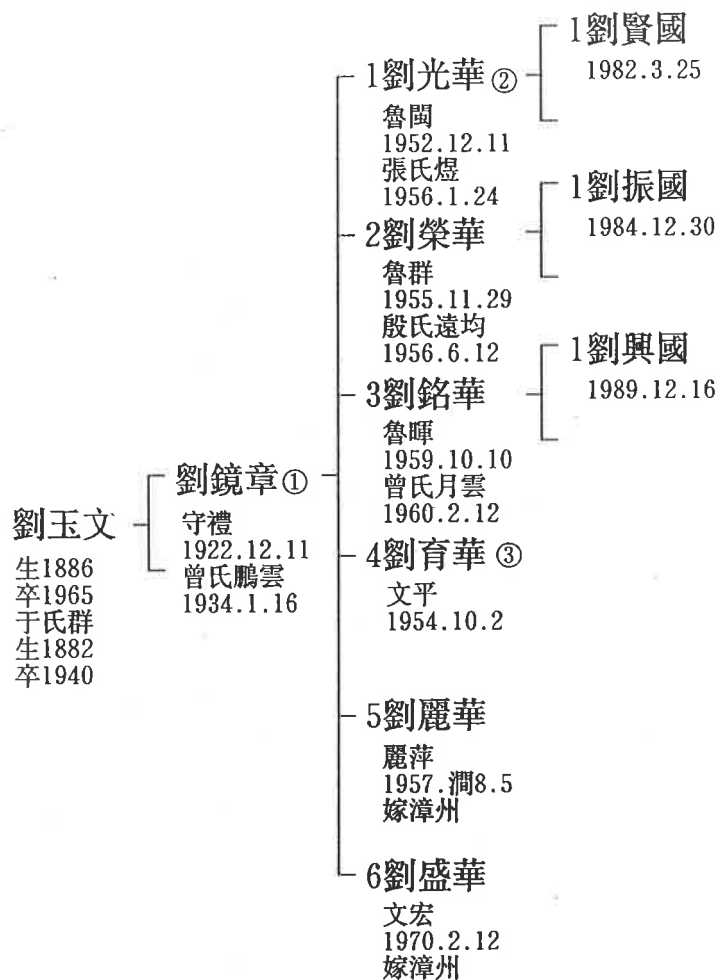 劉玉文
生1886
卒1965
于氏群
生1882
卒1940
劉鏡章①
守禮
1922.12.11
曾氏鵬雲
1934.1.16
1劉光華②
魯閩
1952.12.11
張氏煜
1956.1.24
1劉賢國
1982.3.25
2劉榮華
魯群
1955.11.29
殷氏遠均
1956.6.12
1劉振國
1984.12.30
3劉銘華
魯暉
1959.10.10
曾氏月雲
1960.2.12
1劉興國
1989.12.16
4劉育華③
文平
1954.10.2
5劉麗華
麗萍
1957.澗8.5
嫁漳州
6劉盛華
文宏
1970.2.12
嫁漳州